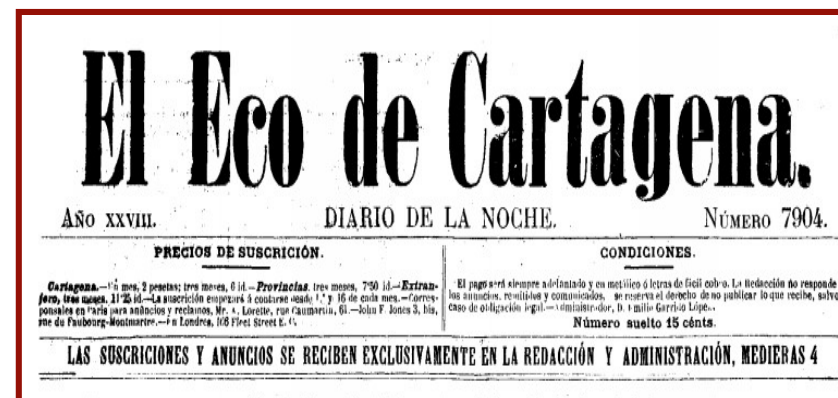 El Eco de Cartagena.
AÑO XXVIII.
DIARIO DE LA NOCHE.
NÚMERO 7904.
PRECIOS DE SUSCRICIÓN.
Cartagena.—Un mes, 2 pesetas; tres meses, 6 id.—Provincias, tres meses, 7'50 id.—Extran-
jero, tres meses, 11'25 id.—La suscrición empezará á contarse desde 1.° y 16 de cada mes.—Corres-
ponsales en Paris para anuncios y reclamos, Mr. A. Lorette, rue Caumartin, 61.—John F. Jones 3, bis,
rue du Faubourg-Montmartre.—En Londres, 166 Fleet Street E. C.
CONDICIONES.
El pago será siempre adelantado y en metálico ó letras de fácil cobro. La Redacción no responde
los anuncios, remitidos y comunicados, se reserva el derecho de no publicar lo que recibe, salvo
caso de obligación legal.—Administrador, D. Emilio Garrido López.
Número suelto 15 cénts.
LAS SUSCRICIONES Y ANUNCIOS SE RECIBEN EXCLUSIVAMENTE EN LA REDACCIÓN Y ADMINISTRACIÓN, MEDIERAS 4